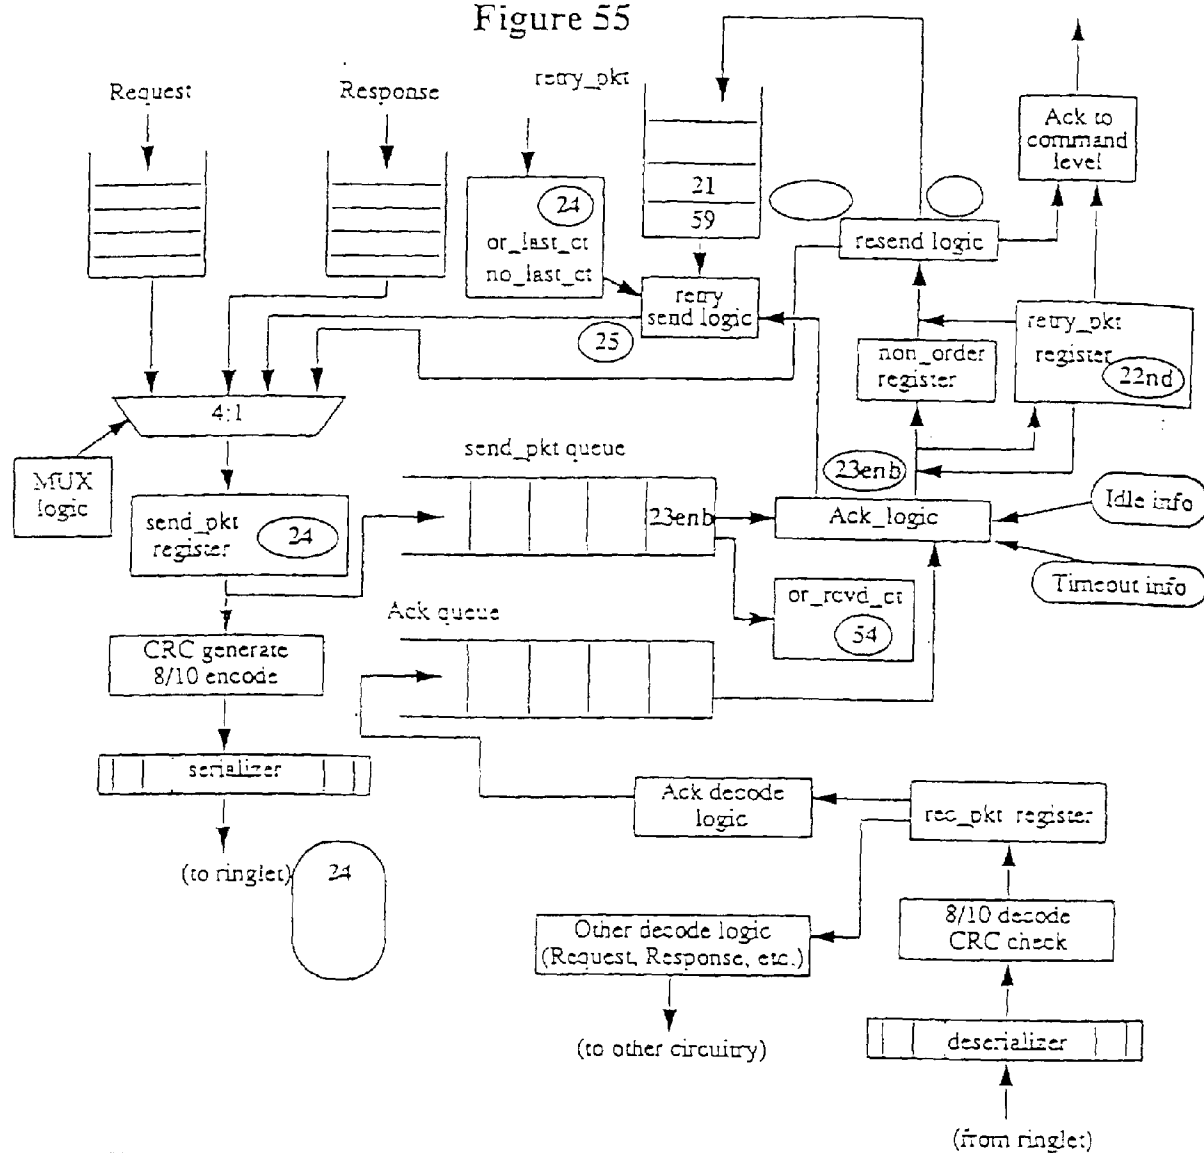 Figure 55
Request
Response
retry_pkt
Ack to
command
level
24
or_last_ct
no_last_ct
21
59
resend logic
retry
send logic
25
non_order
register
retry_pkt
register
22nd
4:1
MUX
logic
send_pkt queue
23enb
23enb
Ack_logic
Idle info
Timeout info
send_pkt
register
24
or_rcvd_ct
54
Ack queue
CRC generate
8/10 encode
serializer
(to ringlet)
24
Ack decode
logic
rec_pkt register
Other decode logic
(Request, Response, etc.)
(to other circuitry)
8/10 decode
CRC check
deserializer
(from ringlet)